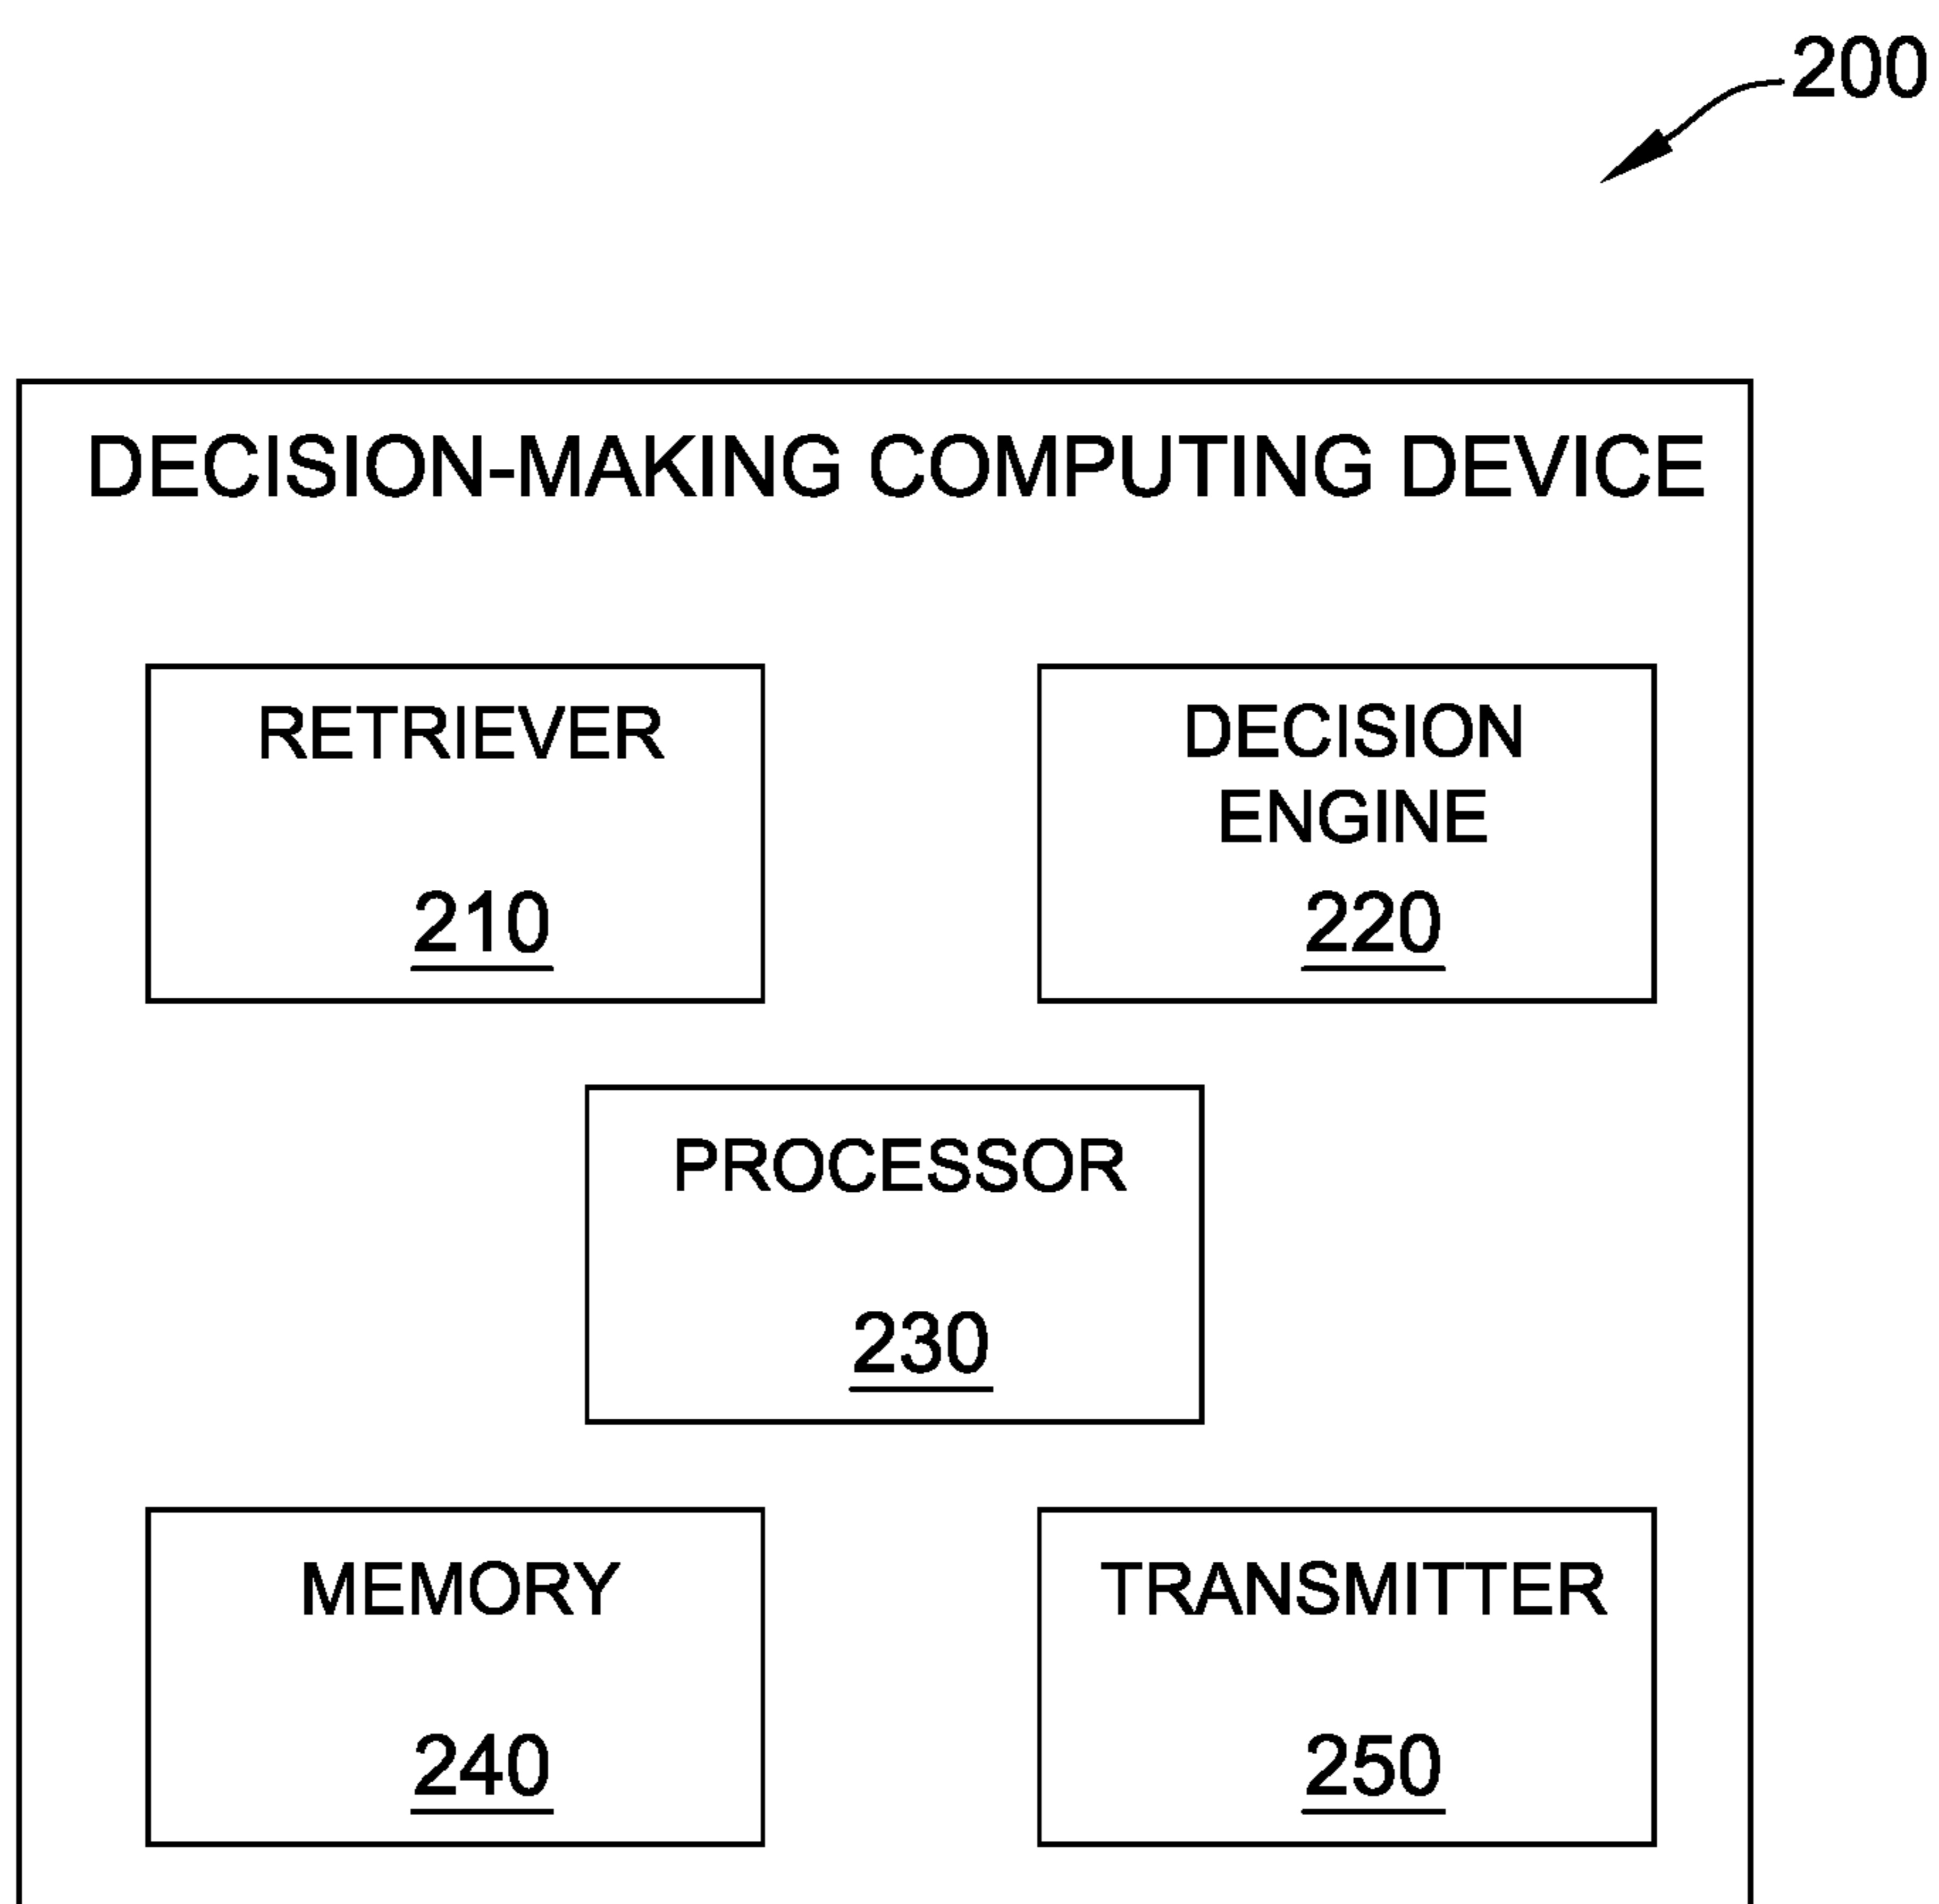 200
DECISION-MAKING COMPUTING DEVICE
RETRIEVER
210
DECISION
ENGINE
220
PROCESSOR
230
MEMORY
240
TRANSMITTER
250